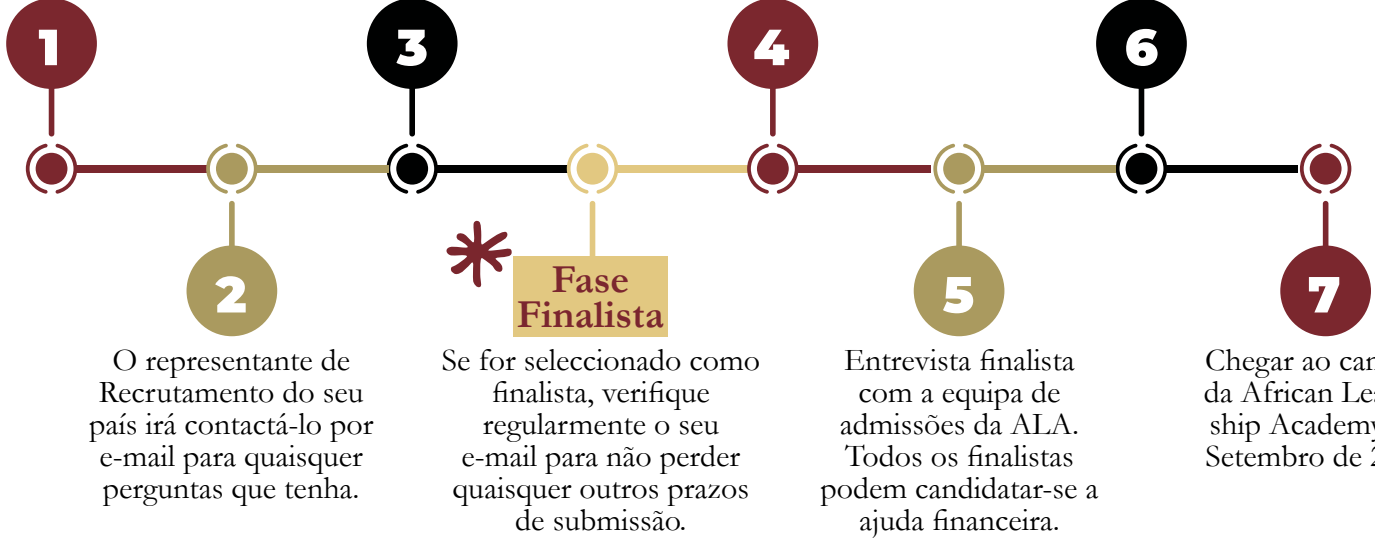 1
3
4
6
2
O representante de
Recrutamento do seu
país irá contactá-lo por
e-mail para quaisquer
perguntas que tenha.
Fase
Finalista
Se for seleccionado como
finalista, verifique
regularmente o seu
e-mail para não perder
quaisquer outros prazos
de submissão.
5
Entrevista finalista
com a equipa de
admissões da ALA.
Todos os finalistas
podem candidatar-se a
ajuda financeira.
7
Chegar ao
da African
ship Academy
Setembro de